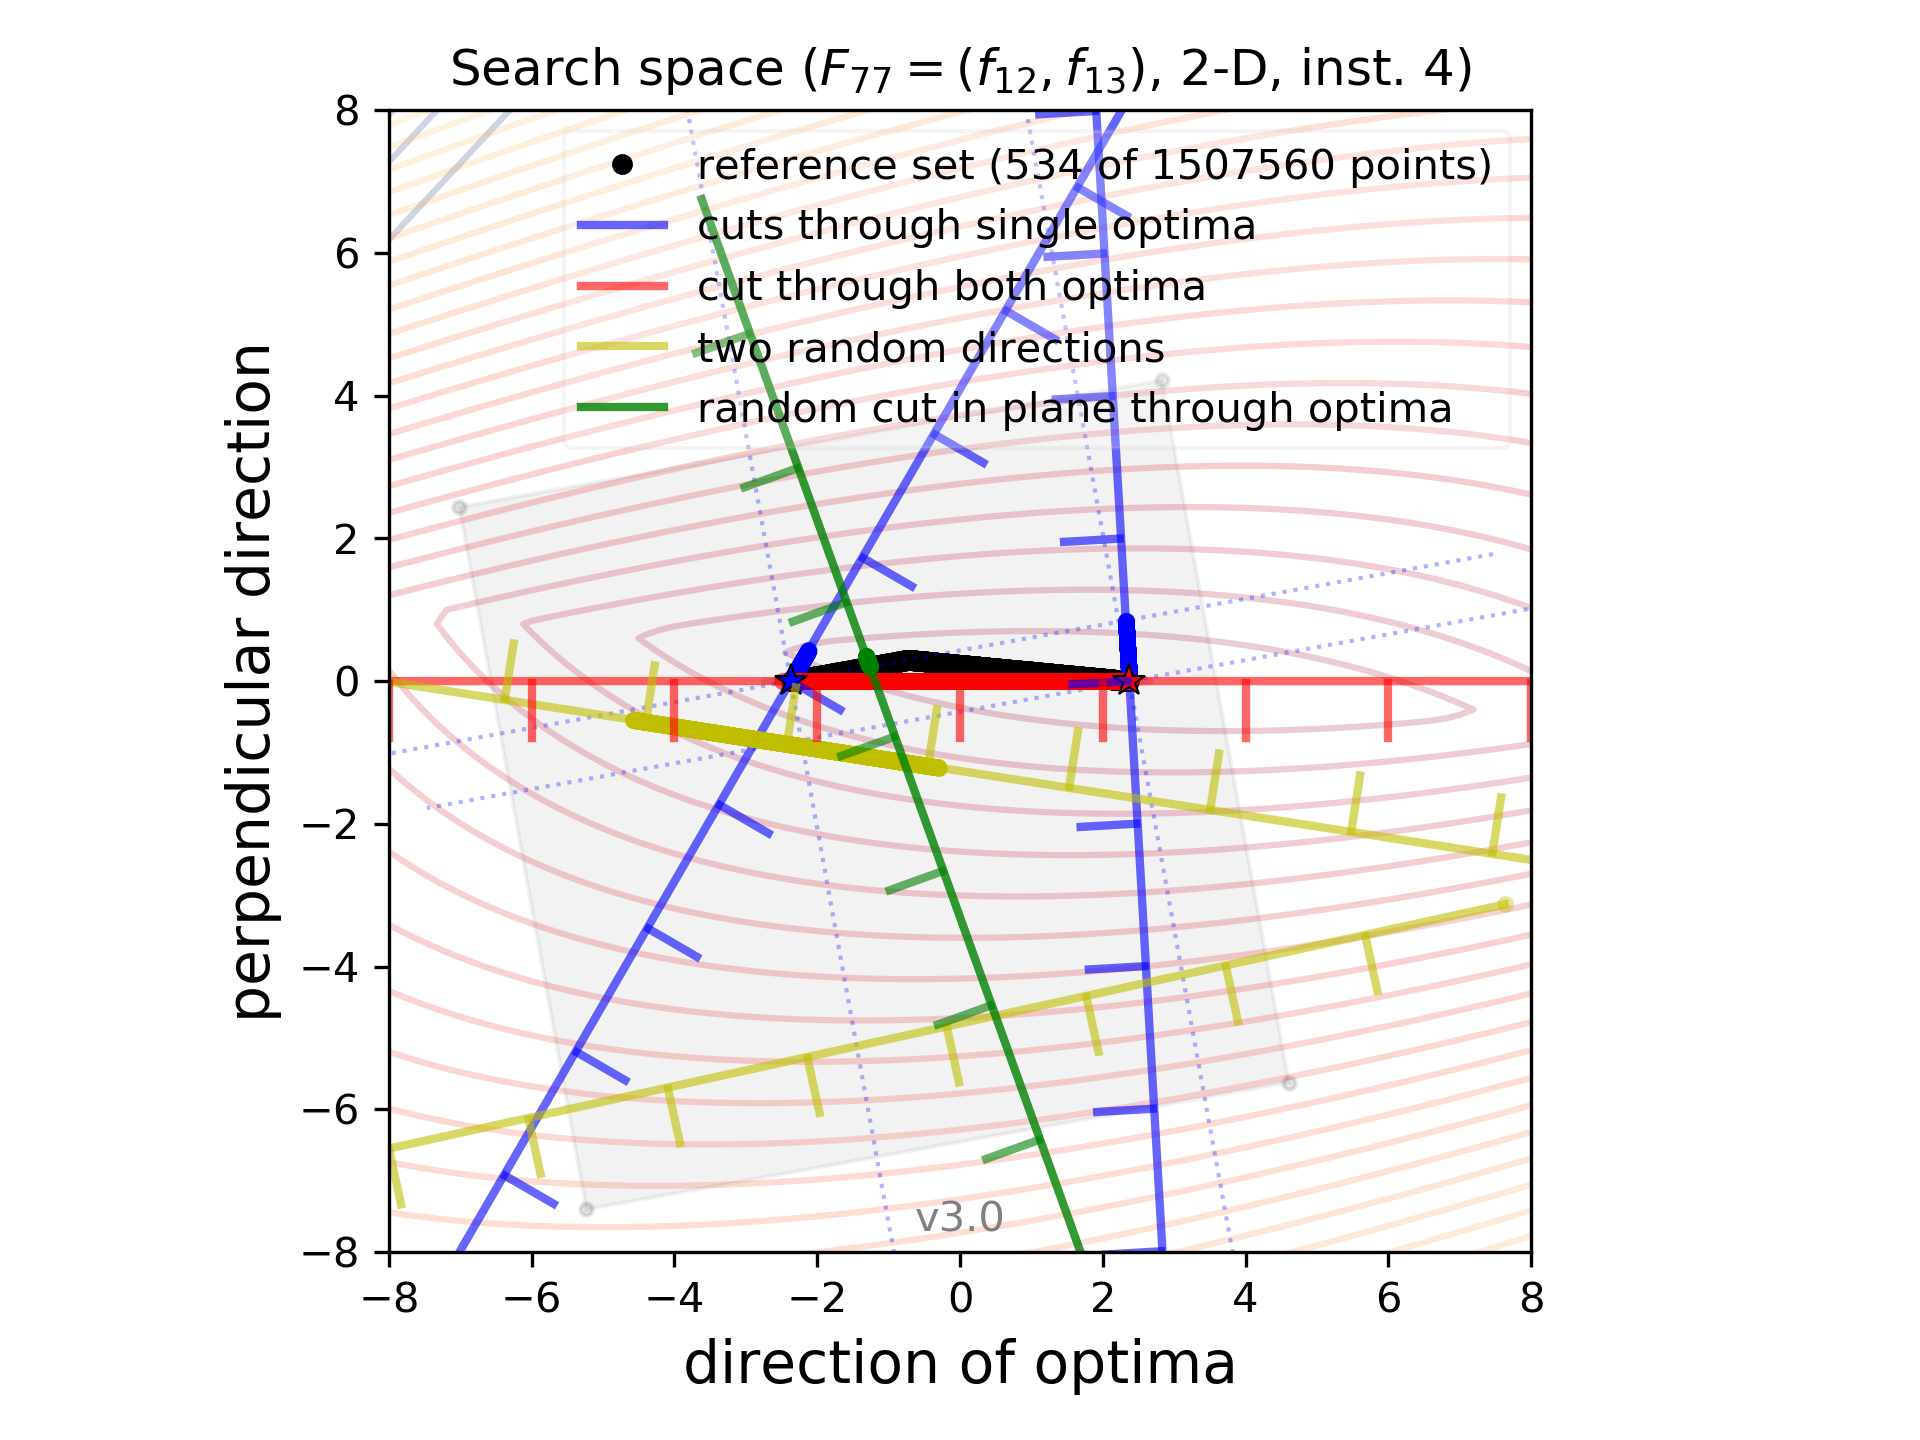 Search space (F₇₇ = (f₁₂, f₁₃), 2-D, inst. 4)
reference set (534 of 1507560 points)
cuts through single optima
cut through both optima
two random directions
random cut in plane through optima
8
6
4
2
0
−2
−4
−6
−8
perpendicular direction
v3.0
−8 −6 −4 −2 0 2 4 6 8
direction of optima